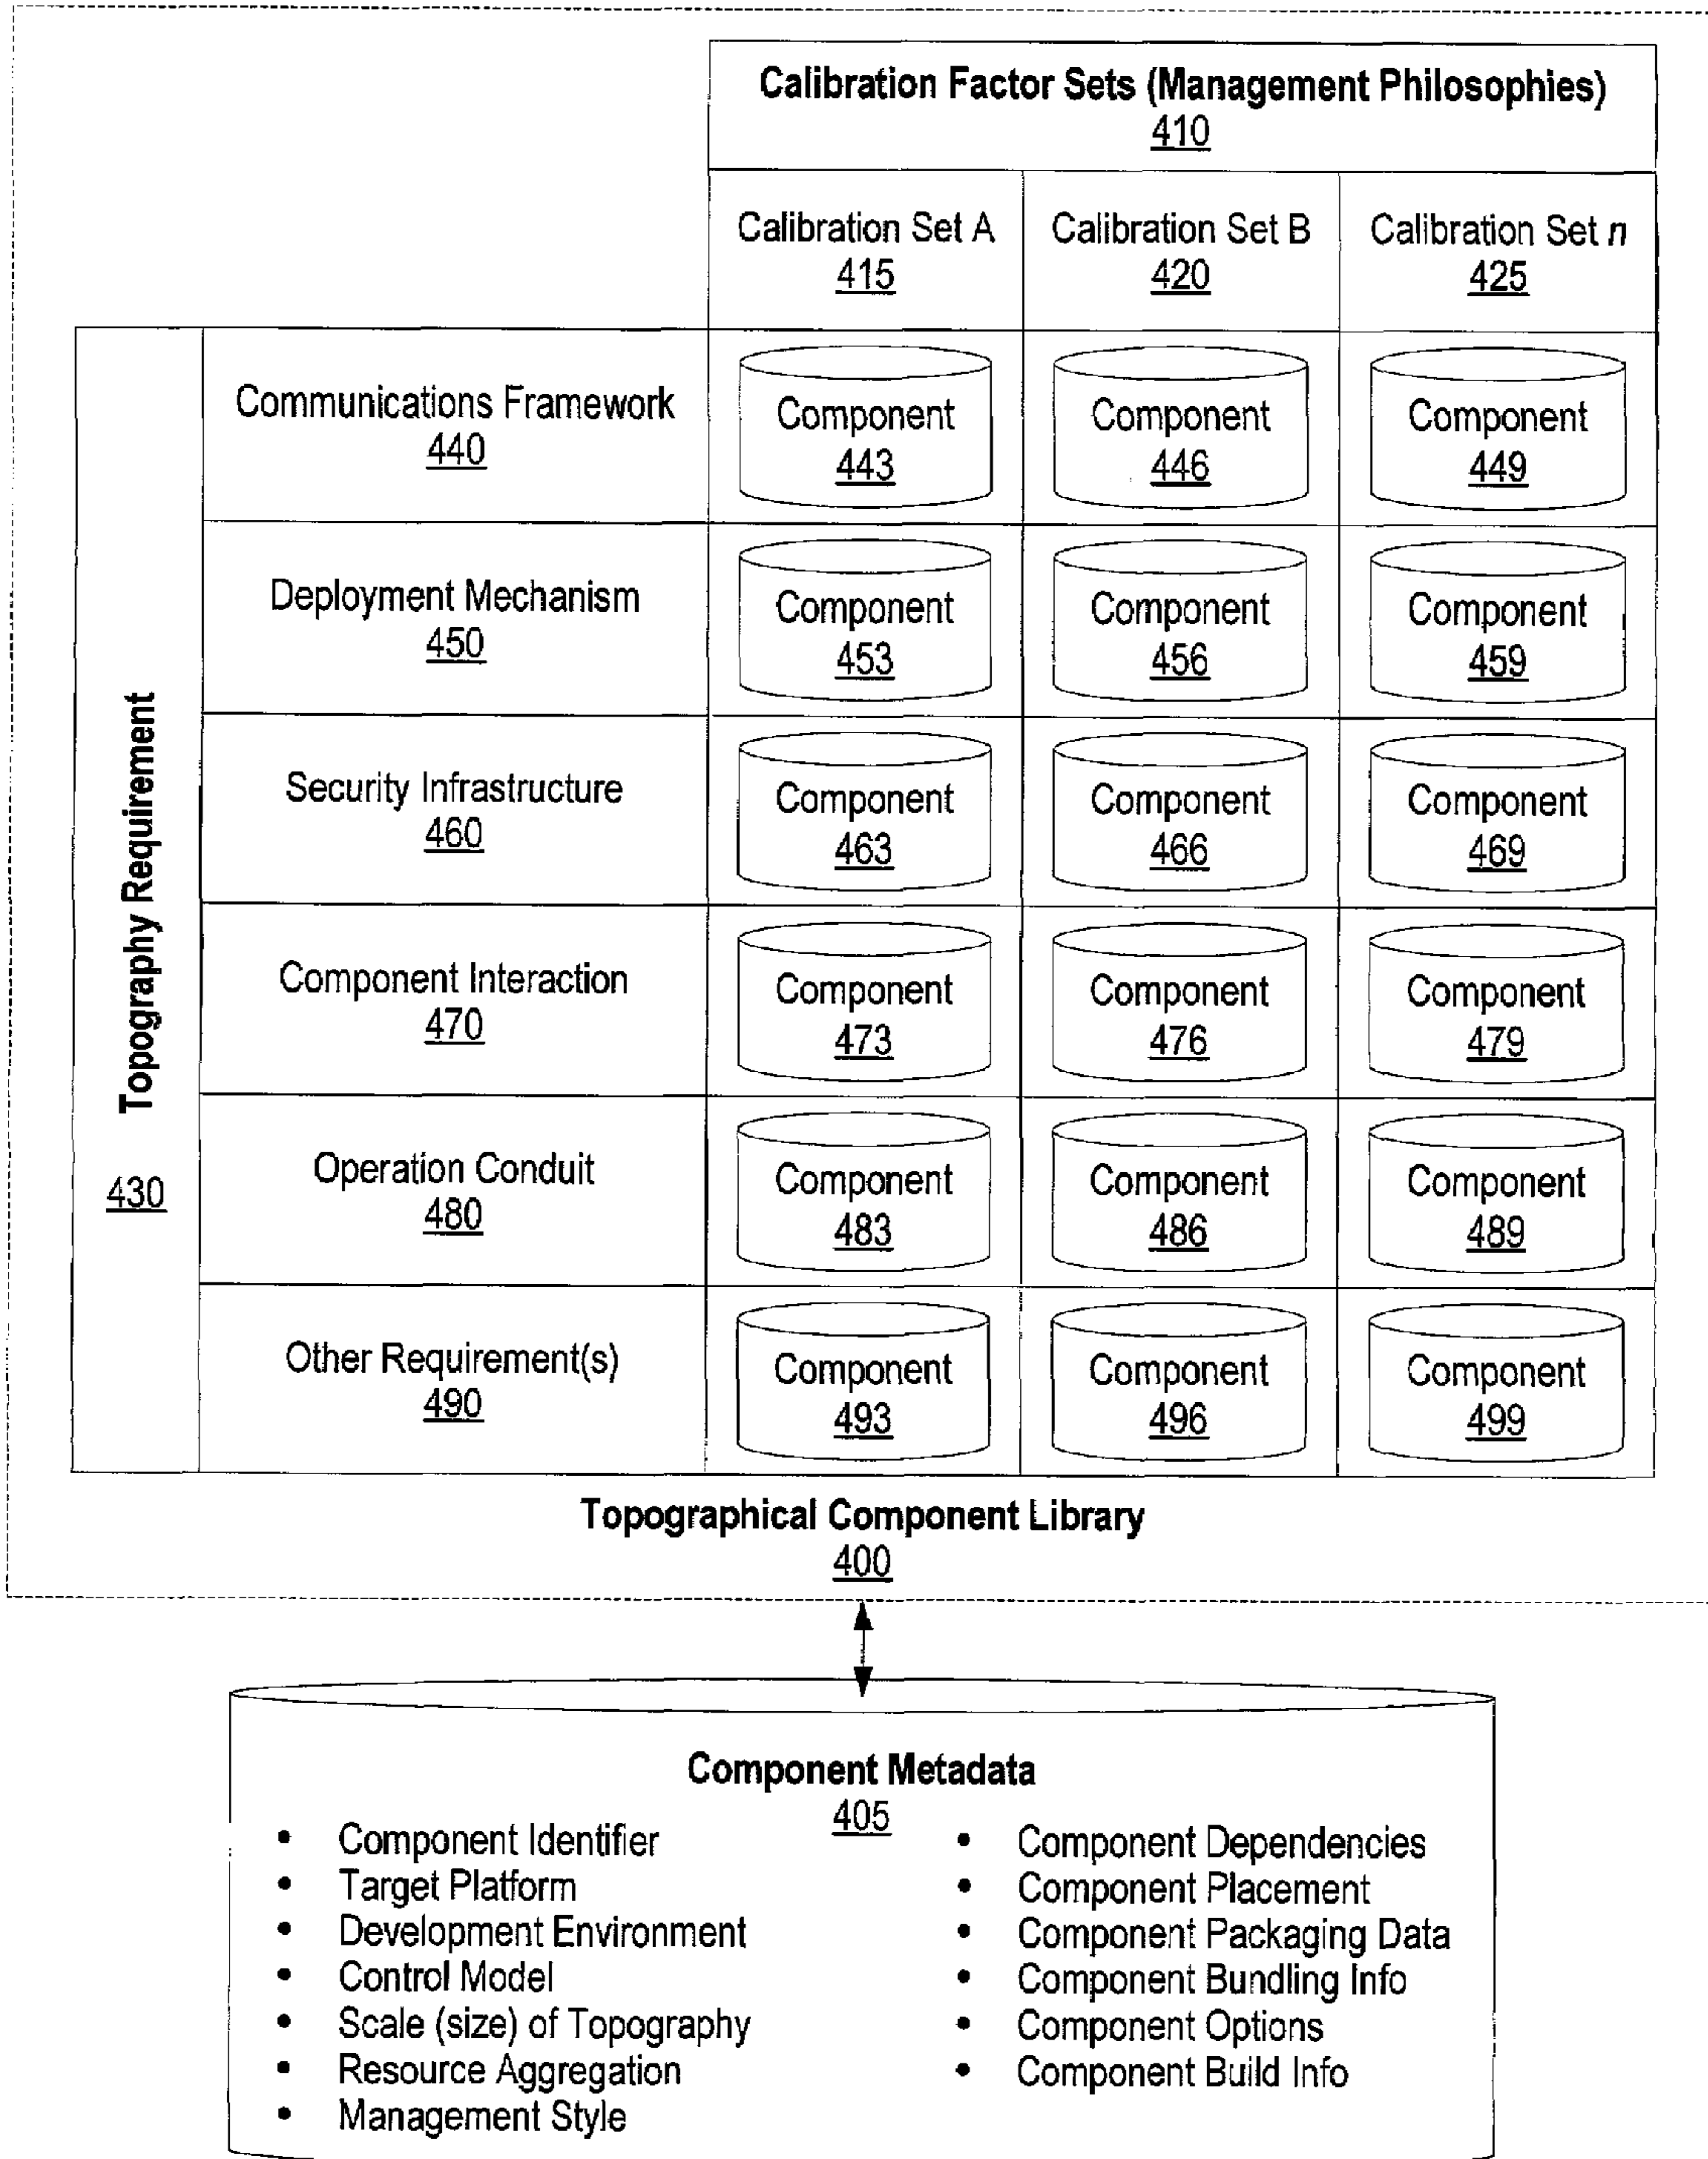 Calibration Factor Sets (Management Philosophies)
410
Calibration Set A
415
Calibration Set B
420
Calibration Set n
425
Topography Requirement
430
Communications Framework
440
Component
443
Component
446
Component
449
Deployment Mechanism
450
Component
453
Component
456
Component
459
Security Infrastructure
460
Component
463
Component
466
Component
469
Component Interaction
470
Component
473
Component
476
Component
479
Operation Conduit
480
Component
483
Component
486
Component
489
Other Requirement(s)
490
Component
493
Component
496
Component
499
Topographical Component Library
400
Component Metadata
405
• Component Identifier
• Target Platform
• Development Environment
• Control Model
• Scale (size) of Topography
• Resource Aggregation
• Management Style
• Component Dependencies
• Component Placement
• Component Packaging Data
• Component Bundling Info
• Component Options
• Component Build Info